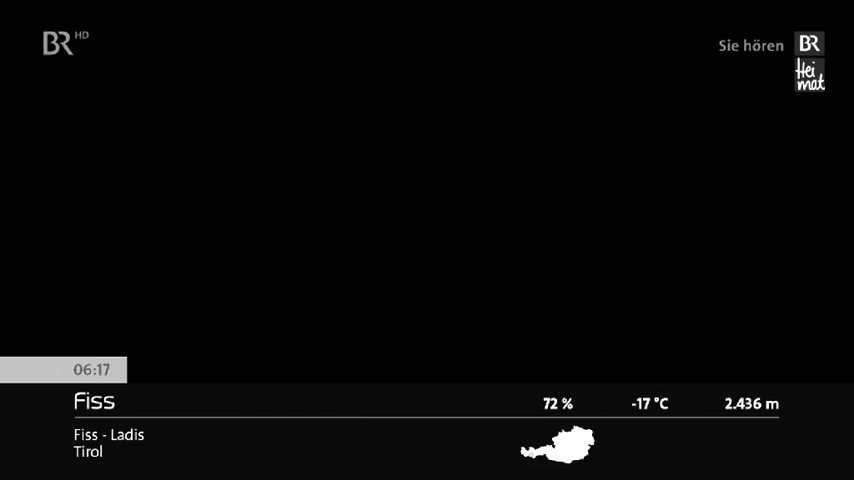 BR HD
Sie hören BR
Hei
mat
06:17
Fiss
72 % -17 °C 2.436 m
Fiss - Ladis
Tirol